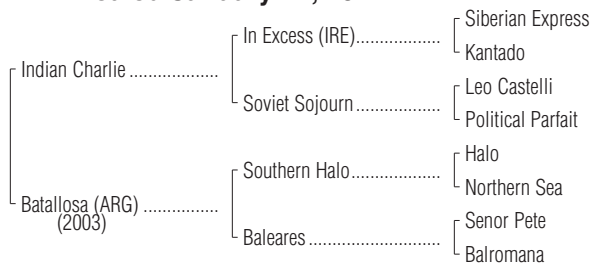 Siberian Express
In Excess (IRE)....................
Kantado
Indian Charlie .....................
Leo Castelli
Soviet Sojourn ....................
Political Parfait
Halo
Southern Halo.....................
Northern Sea
Batallosa (ARG) ..................
(2003)
Senor Pete
Baleares ...............................
Balromana